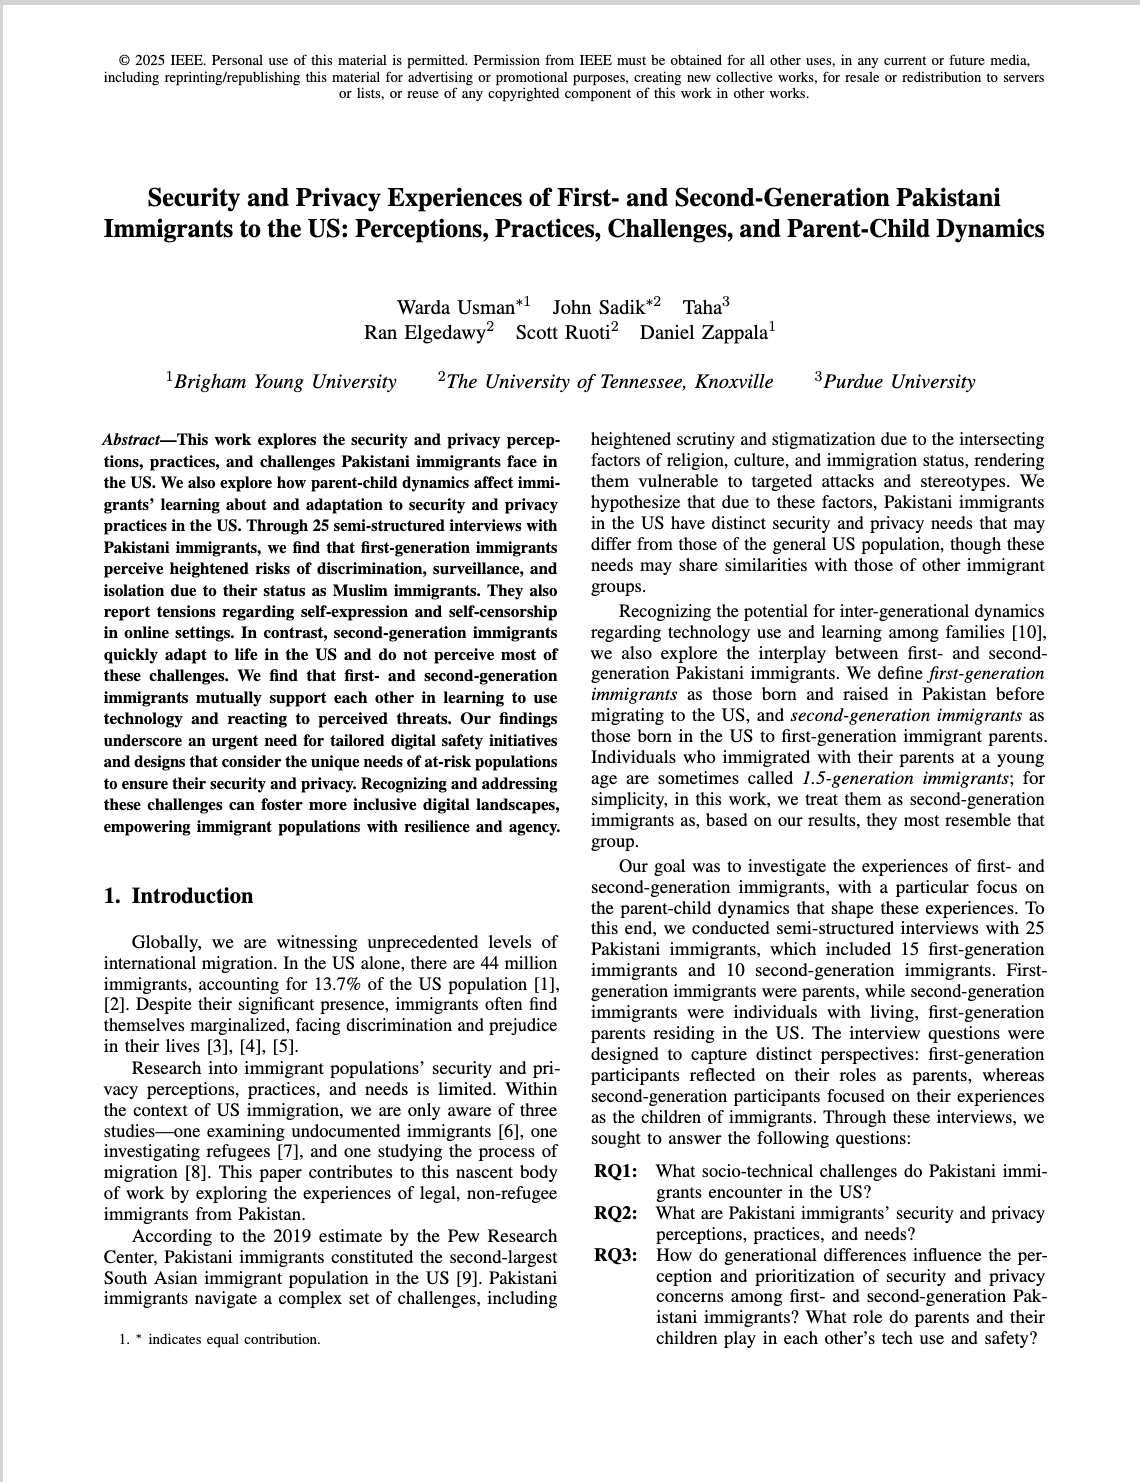 © 2025 IEEE. Personal use of this material is permitted. Permission from IEEE must be obtained for all other uses, in any current or future media,
including reprinting/republishing this material for advertising or promotional purposes, creating new collective works, for resale or redistribution to servers
or lists, or reuse of any copyrighted component of this work in other works.
Security and Privacy Experiences of First- and Second-Generation Pakistani
Immigrants to the US: Perceptions, Practices, Challenges, and Parent-Child Dynamics
Warda Usman*1 John Sadik*2 Taha3
Ran Elgedawy2 Scott Ruoti2 Daniel Zappala1
1Brigham Young University 2The University of Tennessee, Knoxville 3Purdue University
Abstract—This work explores the security and privacy percep-
tions, practices, and challenges Pakistani immigrants face in
the US. We also explore how parent-child dynamics affect immi-
grants' learning about and adaptation to security and privacy
practices in the US. Through 25 semi-structured interviews with
Pakistani immigrants, we find that first-generation immigrants
perceive heightened risks of discrimination, surveillance, and
isolation due to their status as Muslim immigrants. They also
report tensions regarding self-expression and self-censorship
in online settings. In contrast, second-generation immigrants
quickly adapt to life in the US and do not perceive most of
these challenges. We find that first- and second-generation
immigrants mutually support each other in learning to use
technology and reacting to perceived threats. Our findings
underscore an urgent need for tailored digital safety initiatives
and designs that consider the unique needs of at-risk populations
to ensure their security and privacy. Recognizing and addressing
these challenges can foster more inclusive digital landscapes,
empowering immigrant populations with resilience and agency.
1. Introduction
Globally, we are witnessing unprecedented levels of
international migration. In the US alone, there are 44 million
immigrants, accounting for 13.7% of the US population [1],
[2]. Despite their significant presence, immigrants often find
themselves marginalized, facing discrimination and prejudice
in their lives [3], [4], [5].
Research into immigrant populations' security and pri-
vacy perceptions, practices, and needs is limited. Within
the context of US immigration, we are only aware of three
studies—one examining undocumented immigrants [6], one
investigating refugees [7], and one studying the process of
migration [8]. This paper contributes to this nascent body
of work by exploring the experiences of legal, non-refugee
immigrants from Pakistan.
According to the 2019 estimate by the Pew Research
Center, Pakistani immigrants constituted the second-largest
South Asian immigrant population in the US [9]. Pakistani
immigrants navigate a complex set of challenges, including
1. * indicates equal contribution.
heightened scrutiny and stigmatization due to the intersecting
factors of religion, culture, and immigration status, rendering
them vulnerable to targeted attacks and stereotypes. We
hypothesize that due to these factors, Pakistani immigrants
in the US have distinct security and privacy needs that may
differ from those of the general US population, though these
needs may share similarities with those of other immigrant
groups.
Recognizing the potential for inter-generational dynamics
regarding technology use and learning among families [10],
we also explore the interplay between first- and second-
generation Pakistani immigrants. We define first-generation
immigrants as those born and raised in Pakistan before
migrating to the US, and second-generation immigrants as
those born in the US to first-generation immigrant parents.
Individuals who immigrated with their parents at a young
age are sometimes called 1.5-generation immigrants; for
simplicity, in this work, we treat them as second-generation
immigrants as, based on our results, they most resemble that
group.
Our goal was to investigate the experiences of first- and
second-generation immigrants, with a particular focus on
the parent-child dynamics that shape these experiences. To
this end, we conducted semi-structured interviews with 25
Pakistani immigrants, which included 15 first-generation
immigrants and 10 second-generation immigrants. First-
generation immigrants were parents, while second-generation
immigrants were individuals with living, first-generation
parents residing in the US. The interview questions were
designed to capture distinct perspectives: first-generation
participants reflected on their roles as parents, whereas
second-generation participants focused on their experiences
as the children of immigrants. Through these interviews, we
sought to answer the following questions:
RQ1: What socio-technical challenges do Pakistani immi-
grants encounter in the US?
RQ2: What are Pakistani immigrants' security and privacy
perceptions, practices, and needs?
RQ3: How do generational differences influence the per-
ception and prioritization of security and privacy
concerns among first- and second-generation Pak-
istani immigrants? What role do parents and their
children play in each other's tech use and safety?